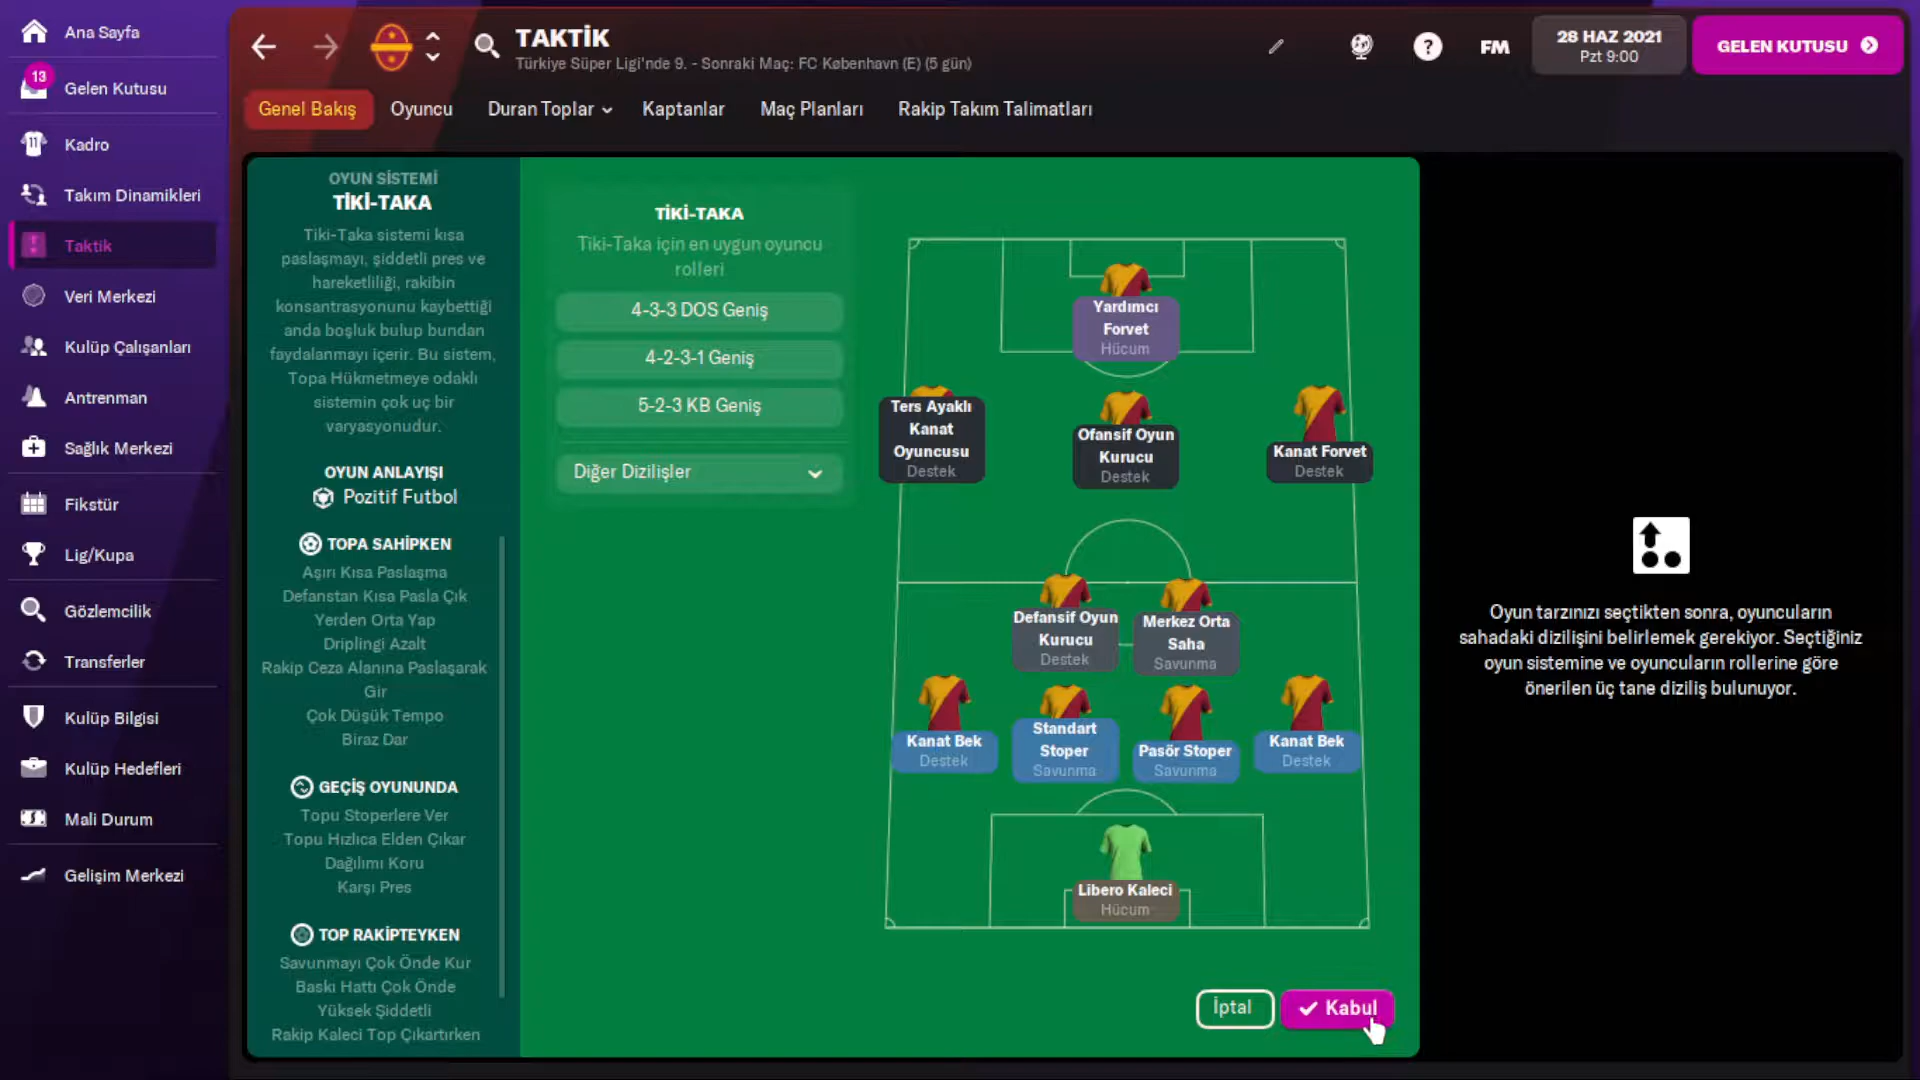 Ana Sayfa
13
Gelen Kutusu
11
Kadro
Takım Dinamikleri
Taktik
Veri Merkezi
Kulüp Çalışanları
Antrenman
Sağlık Merkezi
Fikstür
Lig/Kupa
Gözlemcilik
Transferler
Kulüp Bilgisi
Kulüp Hedefleri
Mali Durum
Gelişim Merkezi
TAKTİK
Türkiye Süper Ligi'nde 9. - Sonraki Maç: FC København (E) (5 gün)
?
FM
28 HAZ 2021
Pzt 9:00
GELEN KUTUSU
Genel Bakış
Oyuncu
Duran Toplar
Kaptanlar
Maç Planları
Rakip Takım Talimatları
OYUN SİSTEMİ
TİKİ-TAKA
Tiki-Taka sistemi kısa
paslaşmayı, şiddetli pres ve
hareketliliği, rakibin
konsantrasyonunu kaybettiği
anda boşluk bulup bundan
faydalanmayı içerir. Bu sistem,
Topa Hükmetmeye odaklı
sistemin çok uç bir
varyasyonudur.
OYUN ANLAYIŞI
Pozitif Futbol
TOPA SAHİPKEN
Aşırı Kısa Paslaşma
Defanstan Kısa Pasla Çık
Yerden Orta Yap
Driplingi Azalt
Rakip Ceza Alanına Paslaşarak
Gir
Çok Düşük Tempo
Biraz Dar
GEÇİŞ OYUNUNDA
Topu Stoperlere Ver
Topu Hızlıca Elden Çıkar
Dağılımı Koru
Karşı Pres
TOP RAKİPTEYKEN
Savunmayı Çok Önde Kur
Baskı Hattı Çok Önde
Yüksek Şiddetli
Rakip Kaleci Top Çıkartırken
TİKİ-TAKA
Tiki-Taka için en uygun oyuncu
rolleri
4-3-3 DOS Geniş
4-2-3-1 Geniş
5-2-3 KB Geniş
Diğer Dizilişler
Yardımcı
Forvet
Hücum
Ters Ayaklı
Kanat
Oyuncusu
Destek
Ofansif Oyun
Kurucu
Destek
Kanat Forvet
Destek
Defansif Oyun
Kurucu
Destek
Merkez Orta
Saha
Savunma
Kanat Bek
Destek
Standart
Stoper
Savunma
Pasör Stoper
Savunma
Kanat Bek
Destek
Libero Kaleci
Hücum
İptal
Kabul
Oyun tarzınızı seçtikten sonra, oyuncuların
sahadaki dizilişini belirlemek gerekiyor. Seçtiğiniz
oyun sistemine ve oyuncuların rollerine göre
önerilen üç tane diziliş bulunuyor.